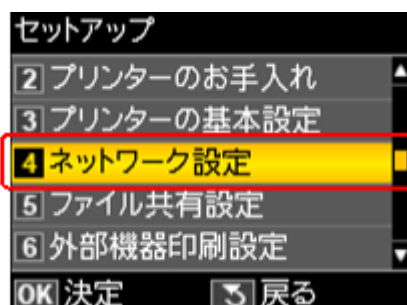 セットアップ
2 プリンターのお手入れ
3 プリンターの基本設定
4 ネットワーク設定
5 ファイル共有設定
6 外部機器印刷設定
OK 決定 戻る